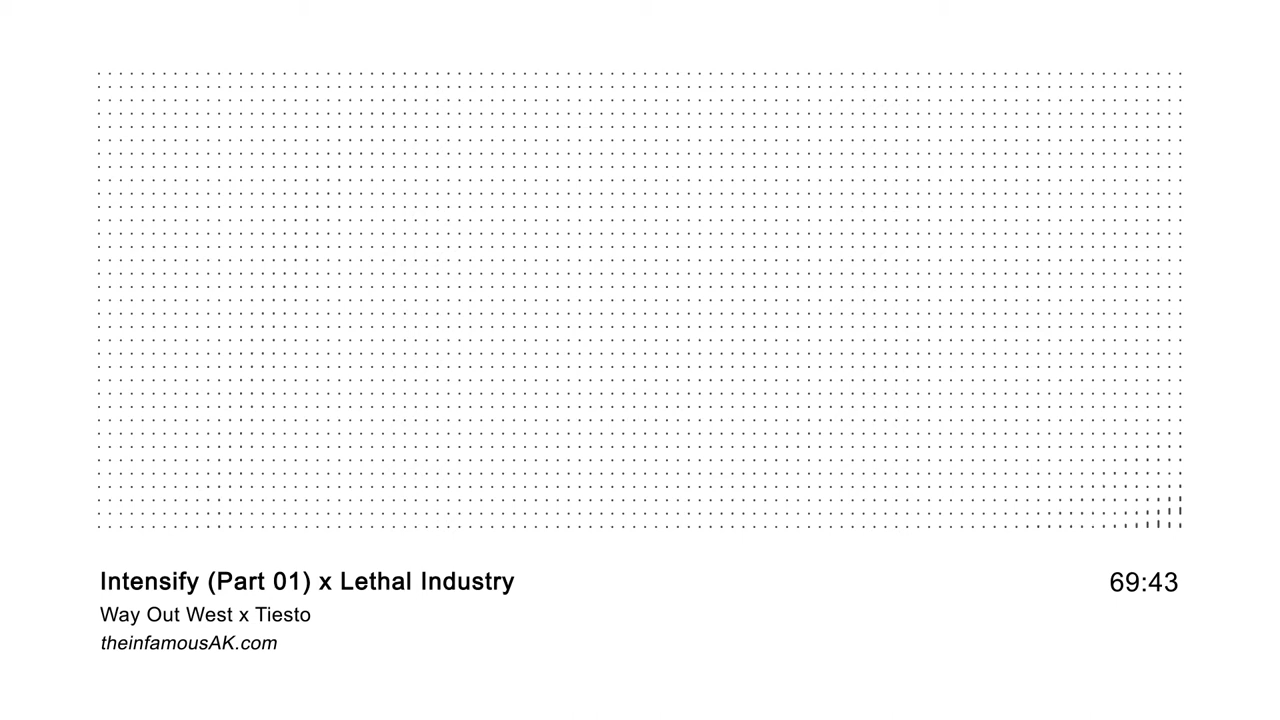 Intensify (Part 01) x Lethal Industry
69:43
Way Out West x Tiesto
theinfamousAK.com